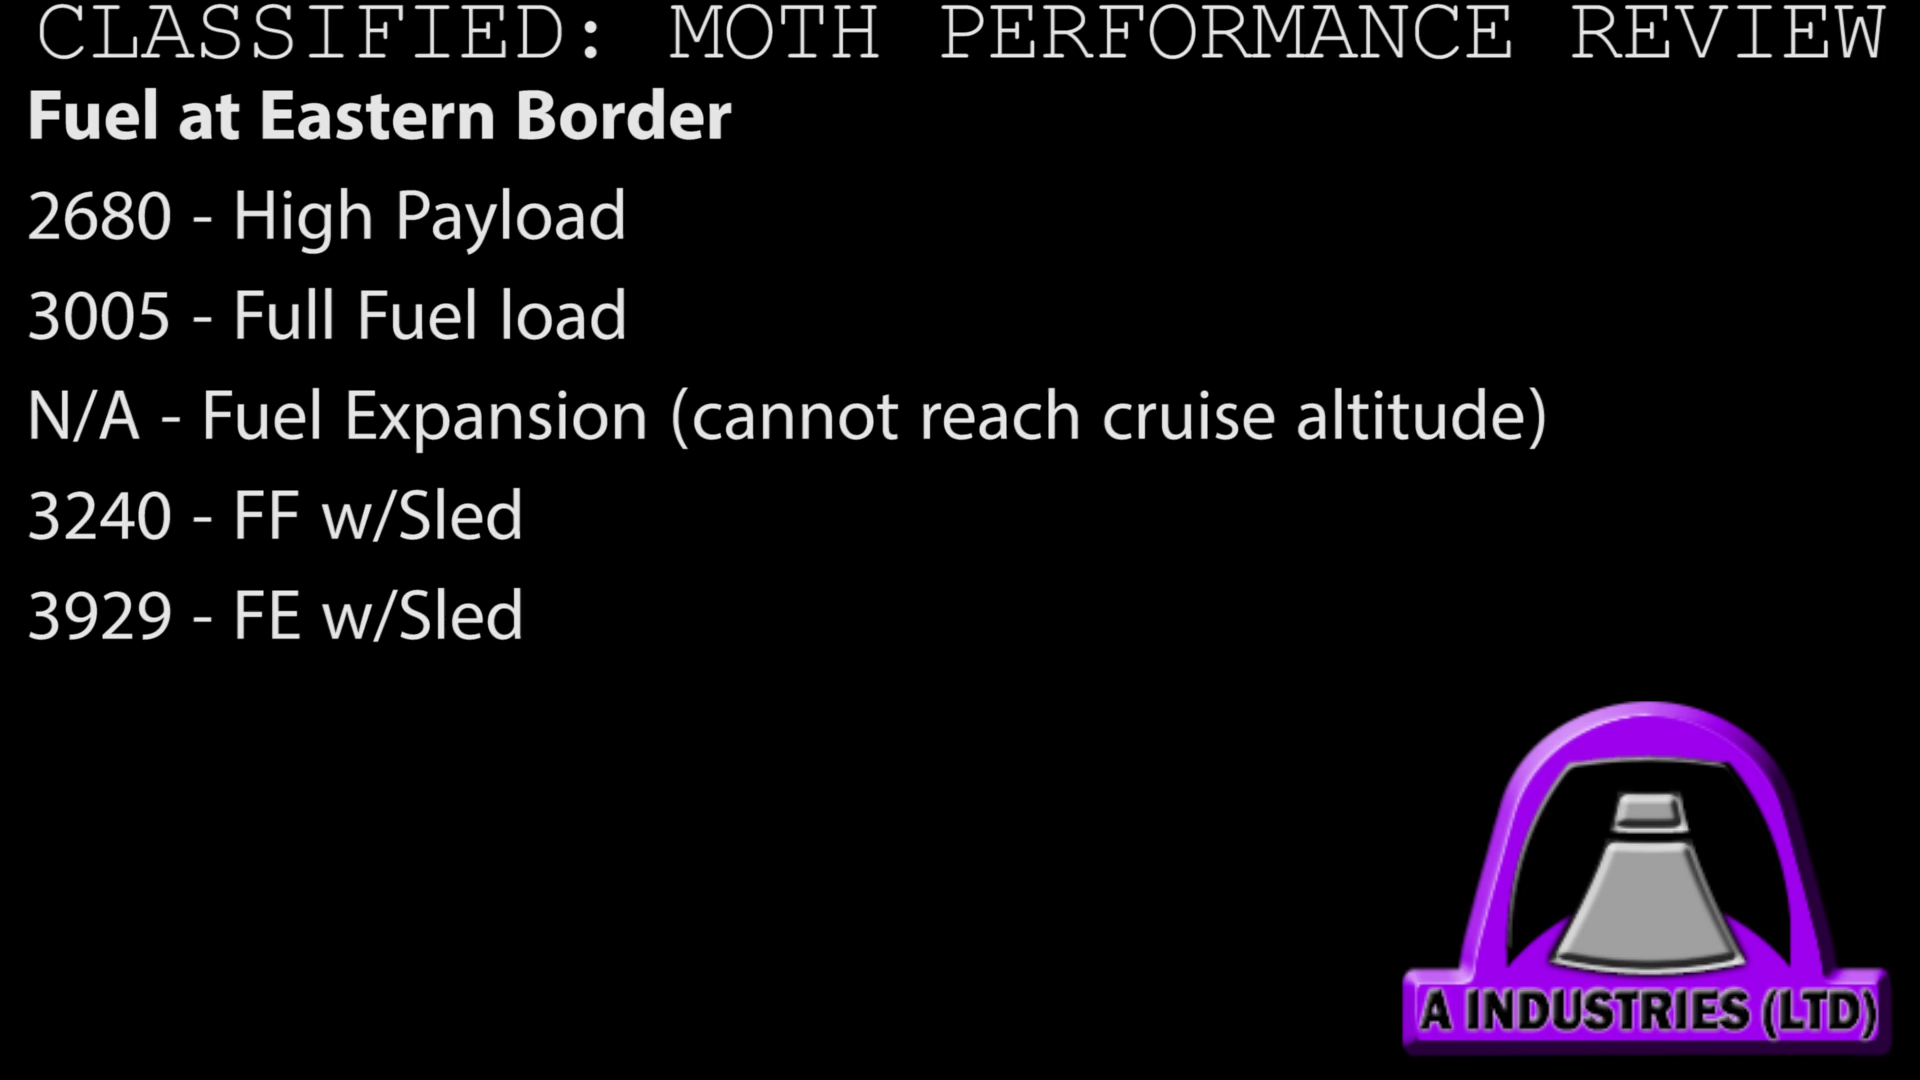 CLASSIFIED: MOTH PERFORMANCE REVIEW
Fuel at Eastern Border
2680 - High Payload
3005 - Full Fuel load
N/A - Fuel Expansion (cannot reach cruise altitude)
3240 - FF w/Sled
3929 - FE w/Sled
A INDUSTRIES (LTD)